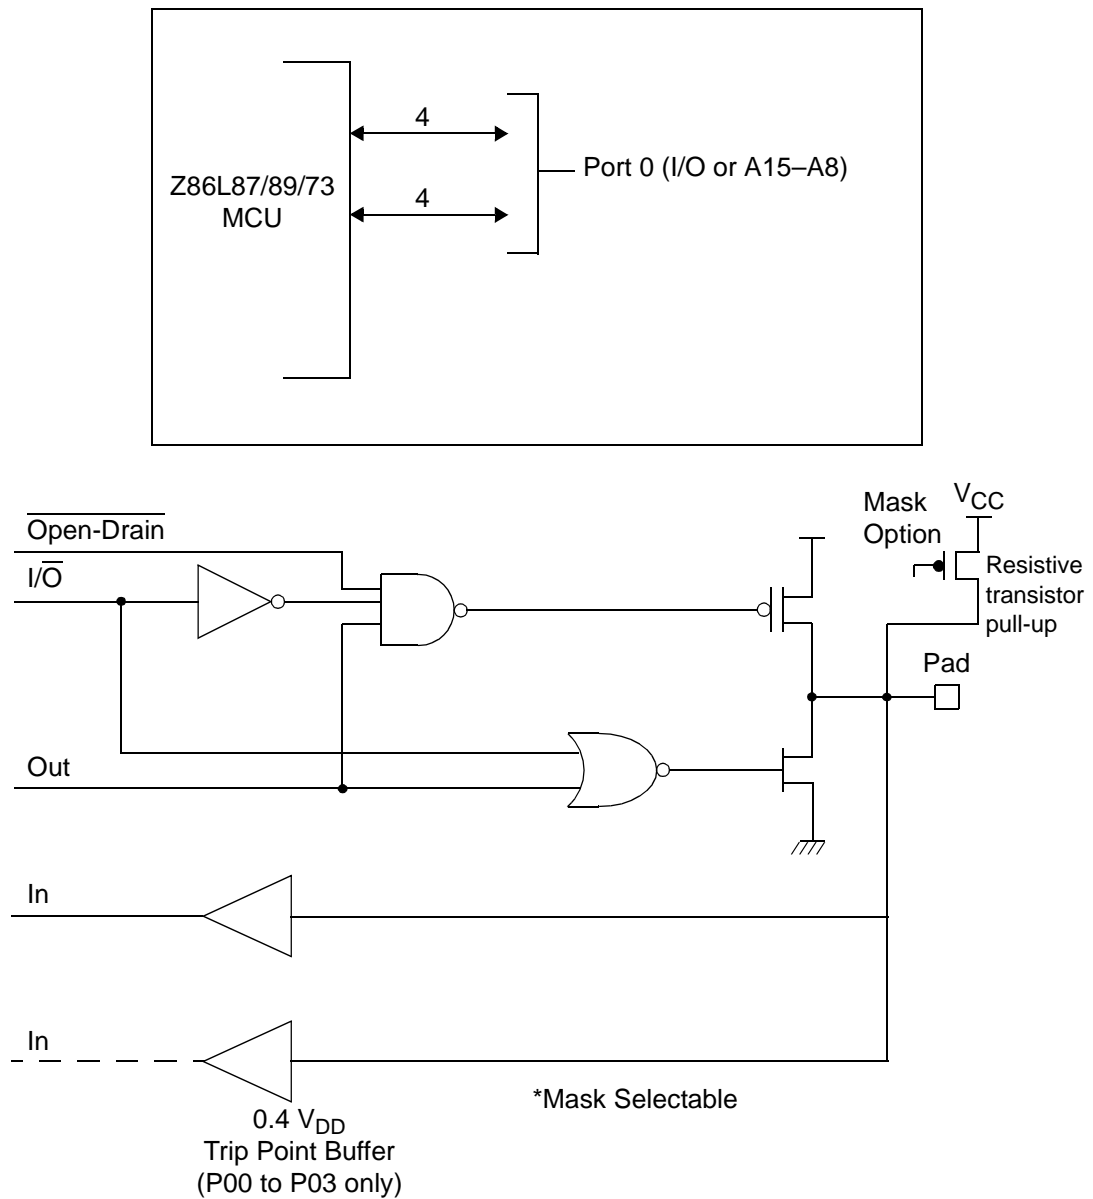 4
Z86L87/89/73
MCU
4
Port 0 (I/O or A15–A8)
Open-Drain
I/O
Mask
Option
VCC
Resistive
transistor
pull-up
Pad
Out
In
In
*Mask Selectable
0.4 VDD
Trip Point Buffer
(P00 to P03 only)